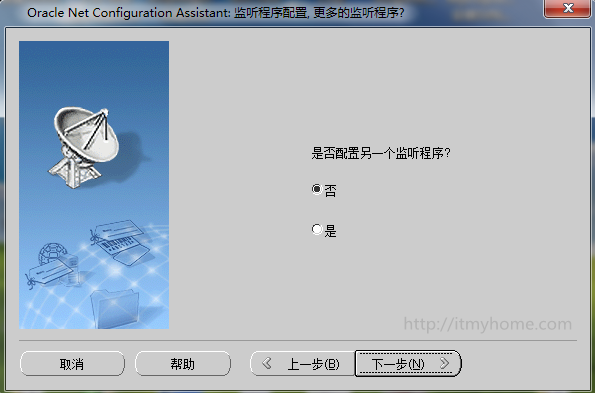 Oracle Net Configuration Assistant: 监听程序配置, 更多的监听程序?
是否配置另一个监听程序?
否
是
http://itmyhome.com
取消
帮助
上一步(B)
下一步(N)